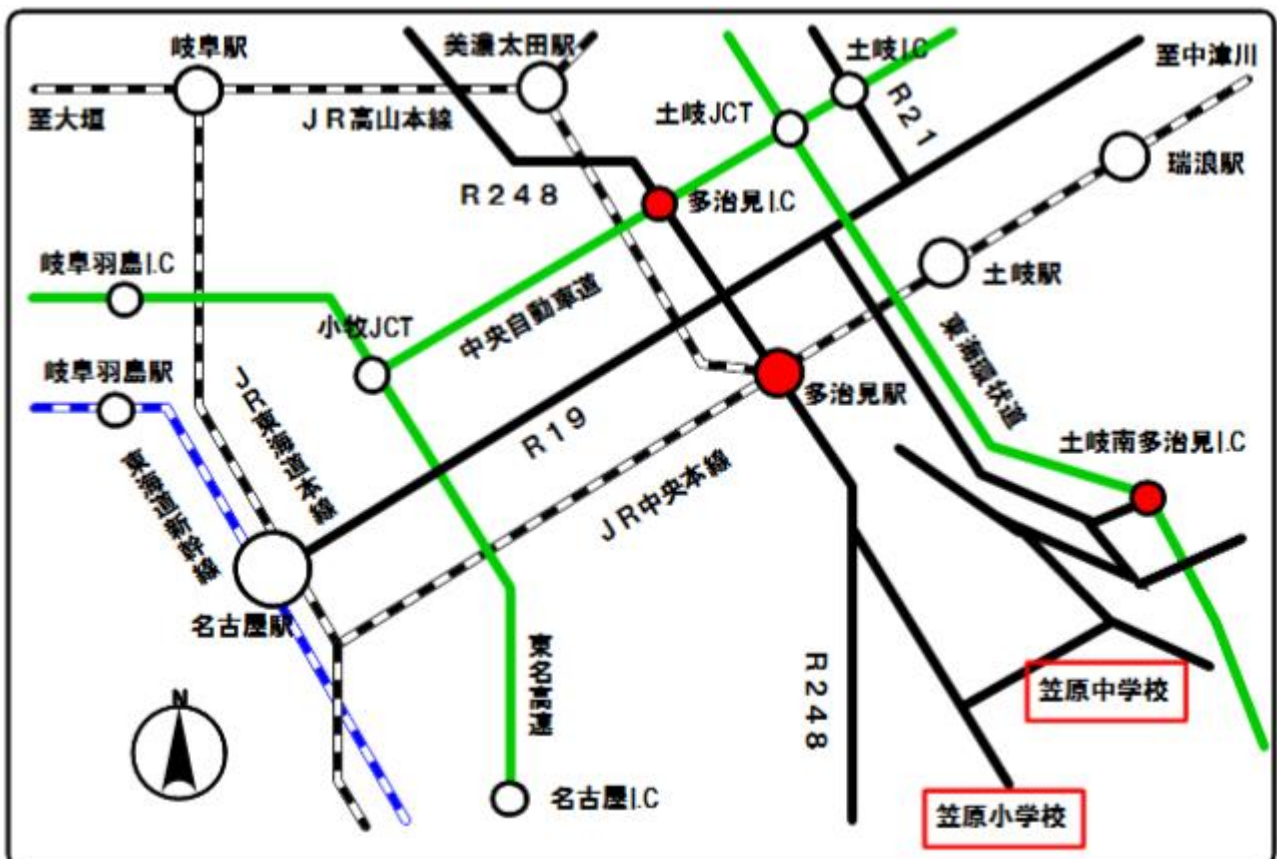 岐阜駅
美濃太田駅
土岐I.C
至中津川
至大垣
JR高山本線
土岐JCT
R21
瑞浪駅
R248
多治見I.C
岐阜羽島I.C
土岐駅
小牧JCT
中央自動車道
東海環状道
岐阜羽島駅
JR東海道本線
多治見駅
R19
土岐南多治見I.C
東海道新幹線
JR中央本線
名古屋駅
東名高速
R248
笠原中学校
N
名古屋I.C
笠原小学校